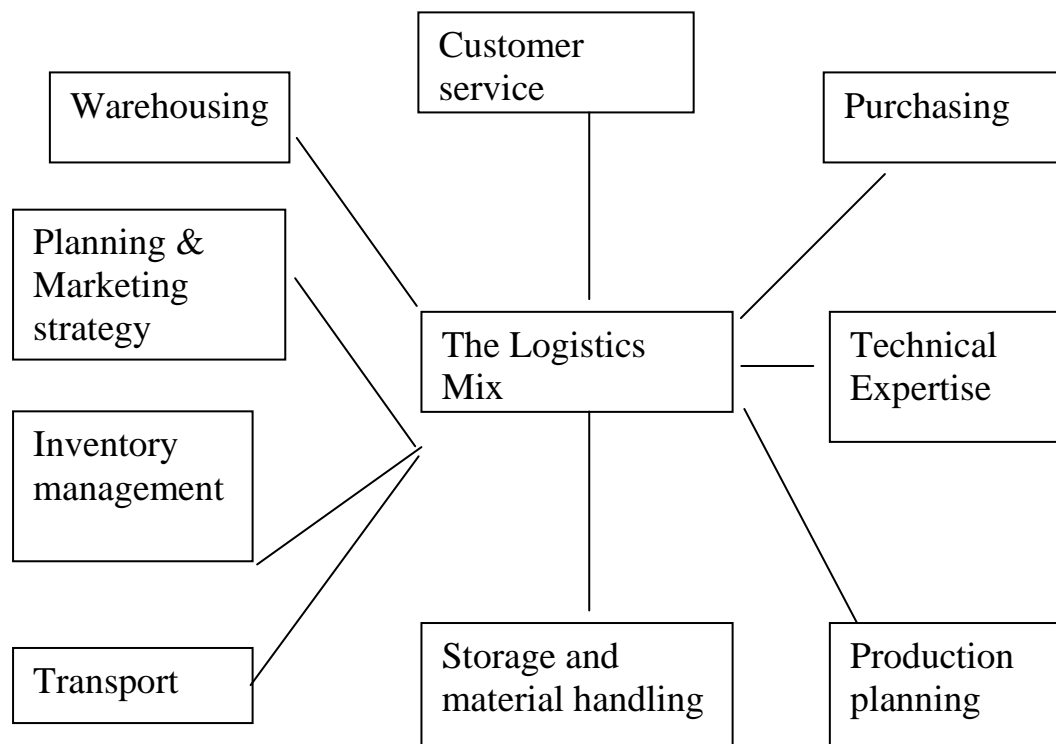 Customer
service
Warehousing
Purchasing
Planning &
Marketing
strategy
The Logistics
Mix
Technical
Expertise
Inventory
management
Transport
Storage and
material handling
Production
planning